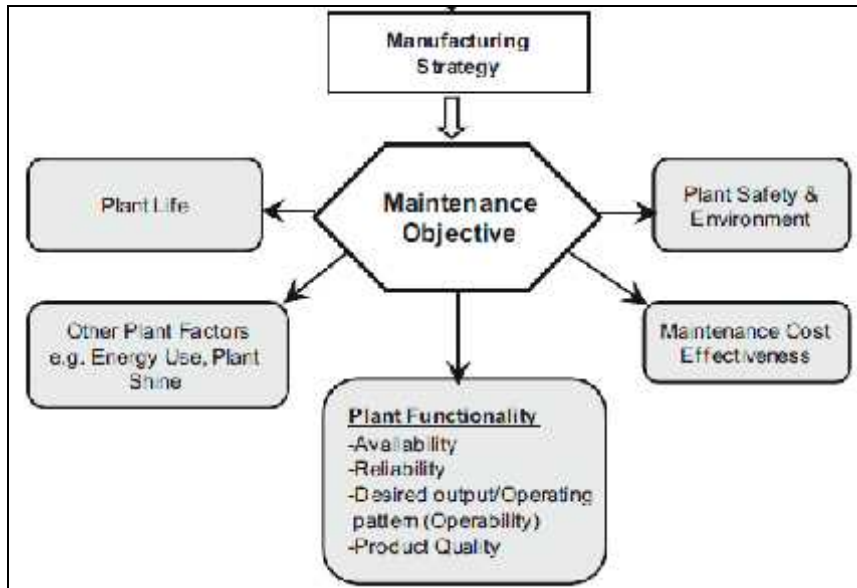 Manufacturing
Strategy
Plant Life
Maintenance
Objective
Plant Safety &
Environment
Other Plant Factors
e.g. Energy Use, Plant
Shine
Maintenance Cost
Effectiveness
Plant Functionality
-Availability
-Reliability
-Desired output/Operating
pattern (Operability)
-Product Quality